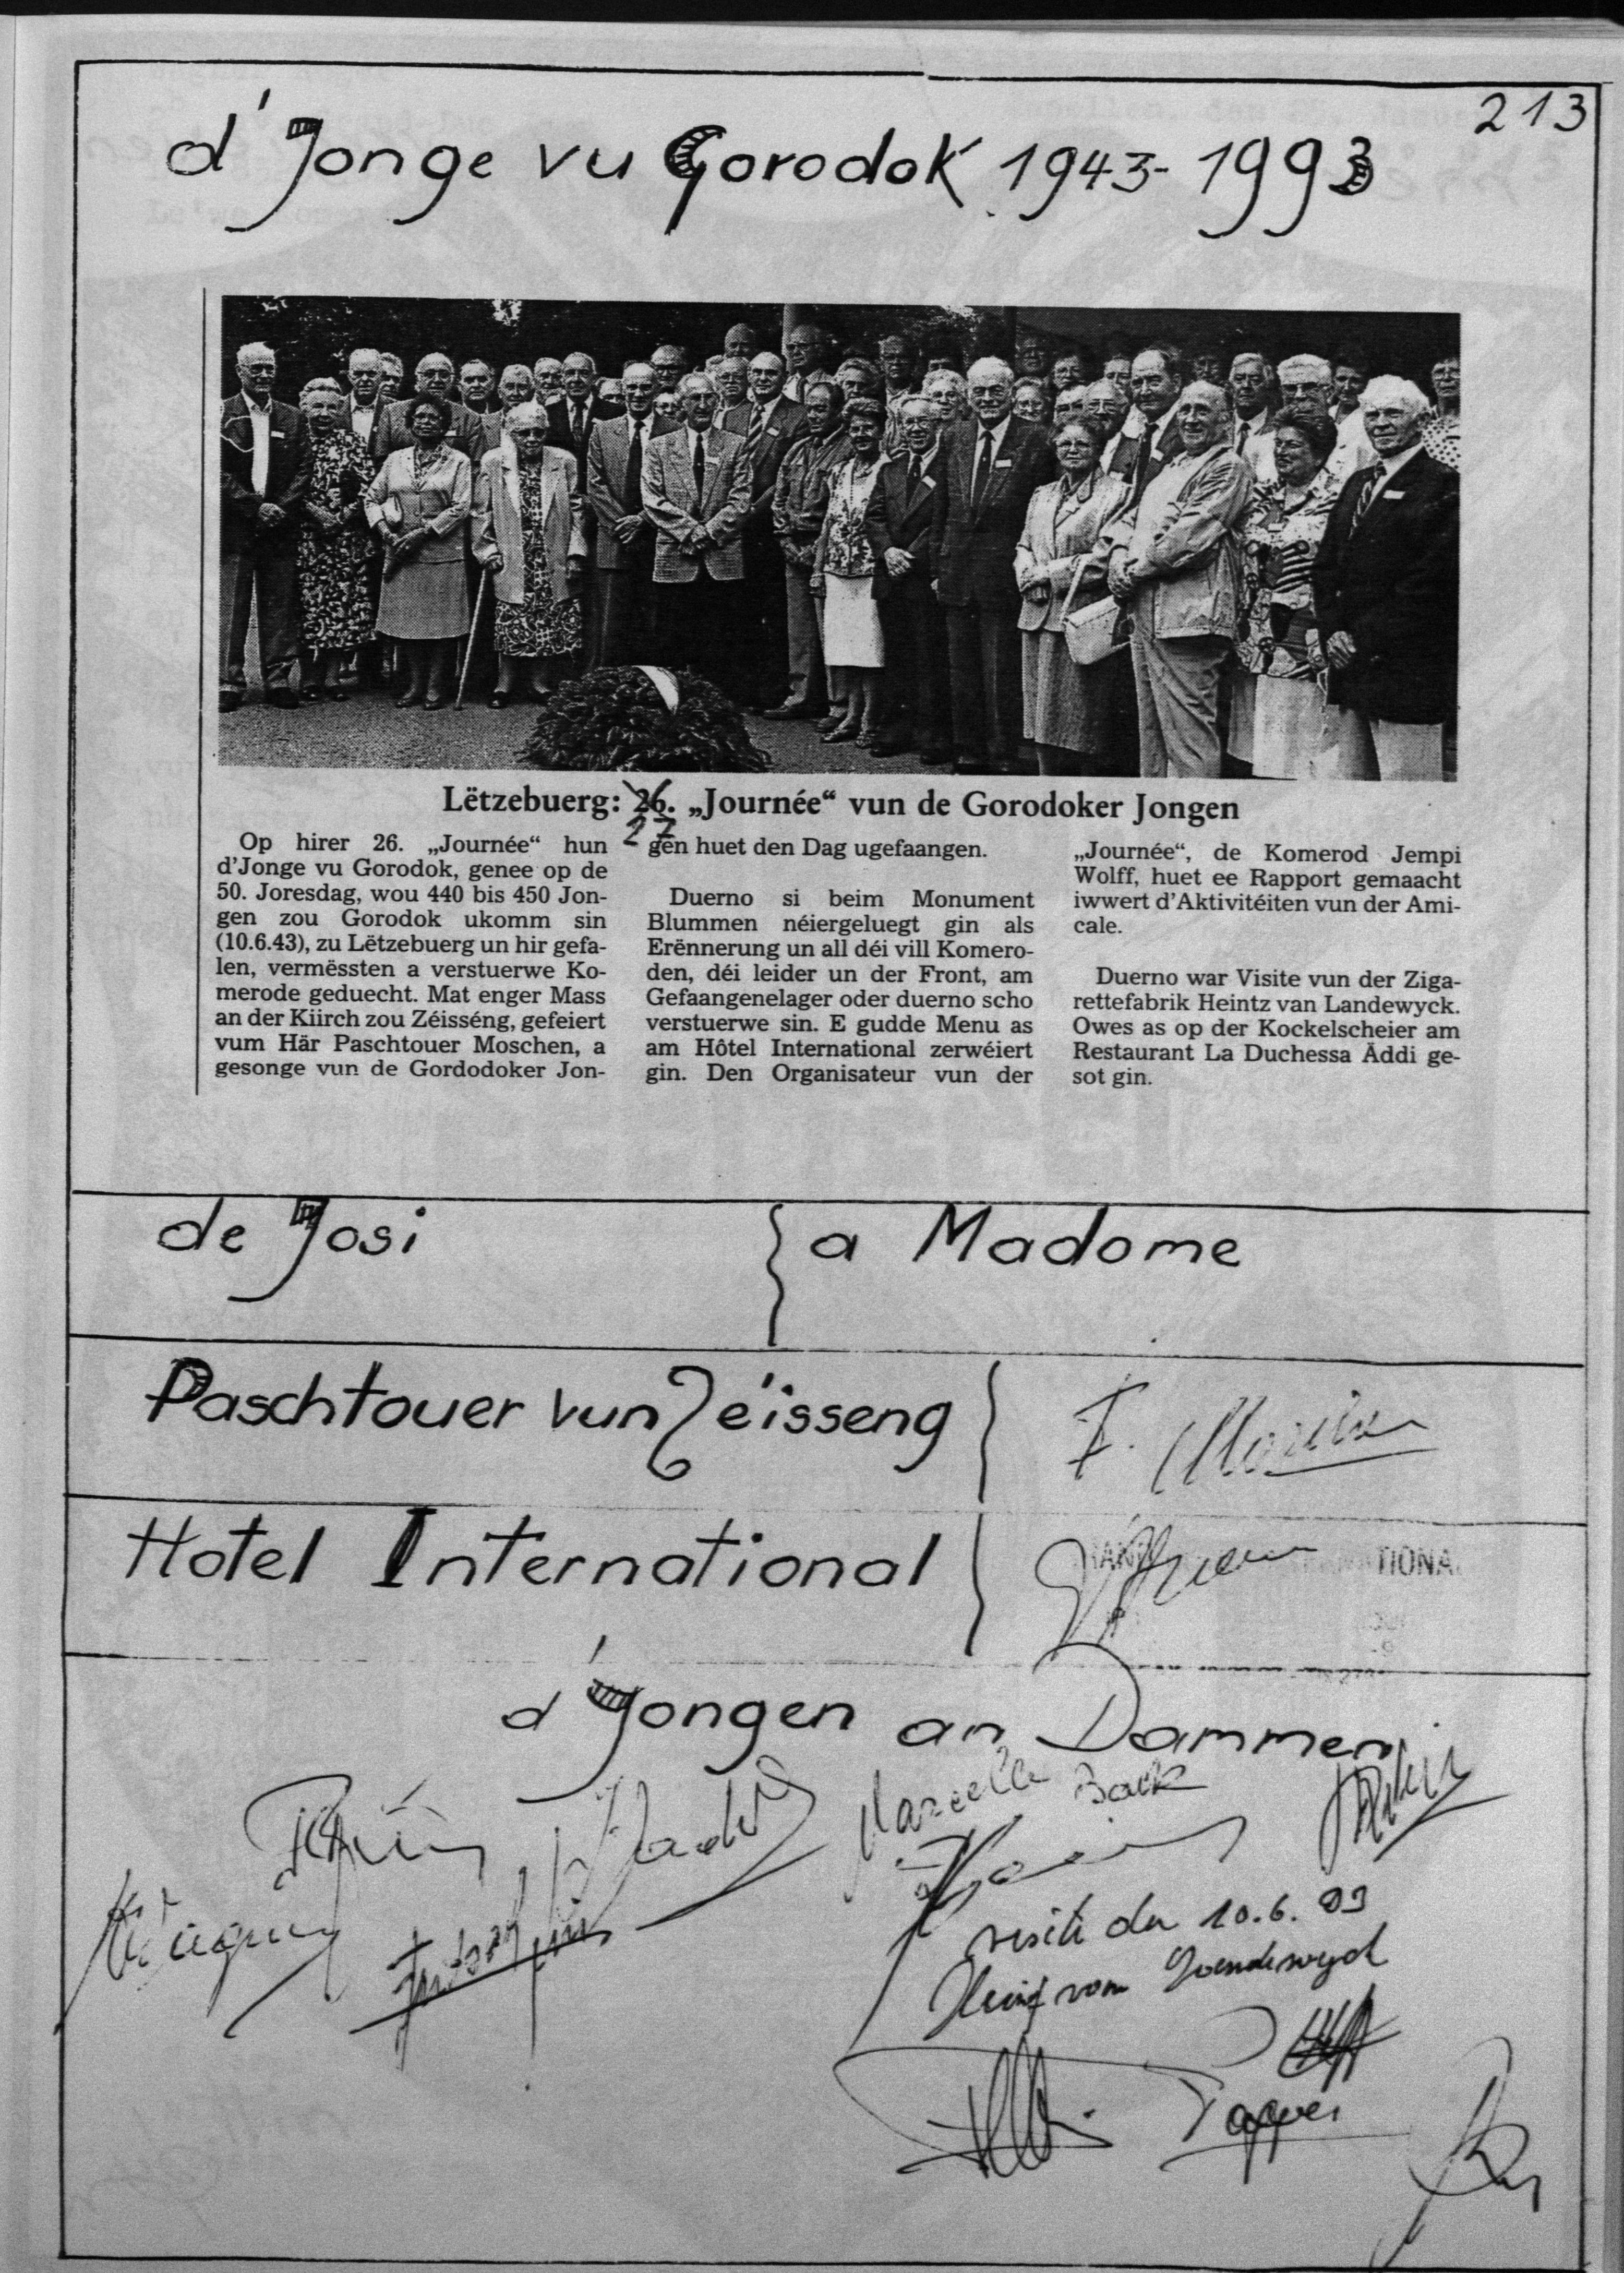 213
d'Jonge vu Gorodok 1943-1993
Lëtzebuerg: 26. „Journée“ vun de Gorodoker Jongen
27
Op hirer 26. „Journée“ hun
d'Jonge vu Gorodok, genee op de
50. Joresdag, wou 440 bis 450 Jon-
gen zou Gorodok ukomm sin
(10.6.43), zu Lëtzebuerg un hir gefa-
len, vermëssten a verstuerwe Ko-
merode geduecht. Mat enger Mass
an der Kiirch zou Zéisséng, gefeiert
vum Här Paschtouer Moschen, a
gesonge vun de Gordodoker Jon-
gen huet den Dag ugefaangen.
Duerno si beim Monument
Blummen néiergeluegt gin als
Erënnerung un all déi vill Komero-
den, déi leider un der Front, am
Gefaangenelager oder duerno scho
verstuerwe sin. E gudde Menu as
am Hôtel International zerwéiert
gin. Den Organisateur vun der
„Journée“, de Komerod Jempi
Wolff, huet ee Rapport gemaacht
iwwert d'Aktivitéiten vun der Ami-
cale.
Duerno war Visite vun der Ziga-
rettefabrik Heintz van Landewyck.
Owes as op der Kockelscheier am
Restaurant La Duchessa Äddi ge-
sot gin.
de Josi
a Madome
Paschtouer vun Zéisseng
Hotel International
d'Jongen an Dammen
Marcelle
Back
visite du 10.6.93